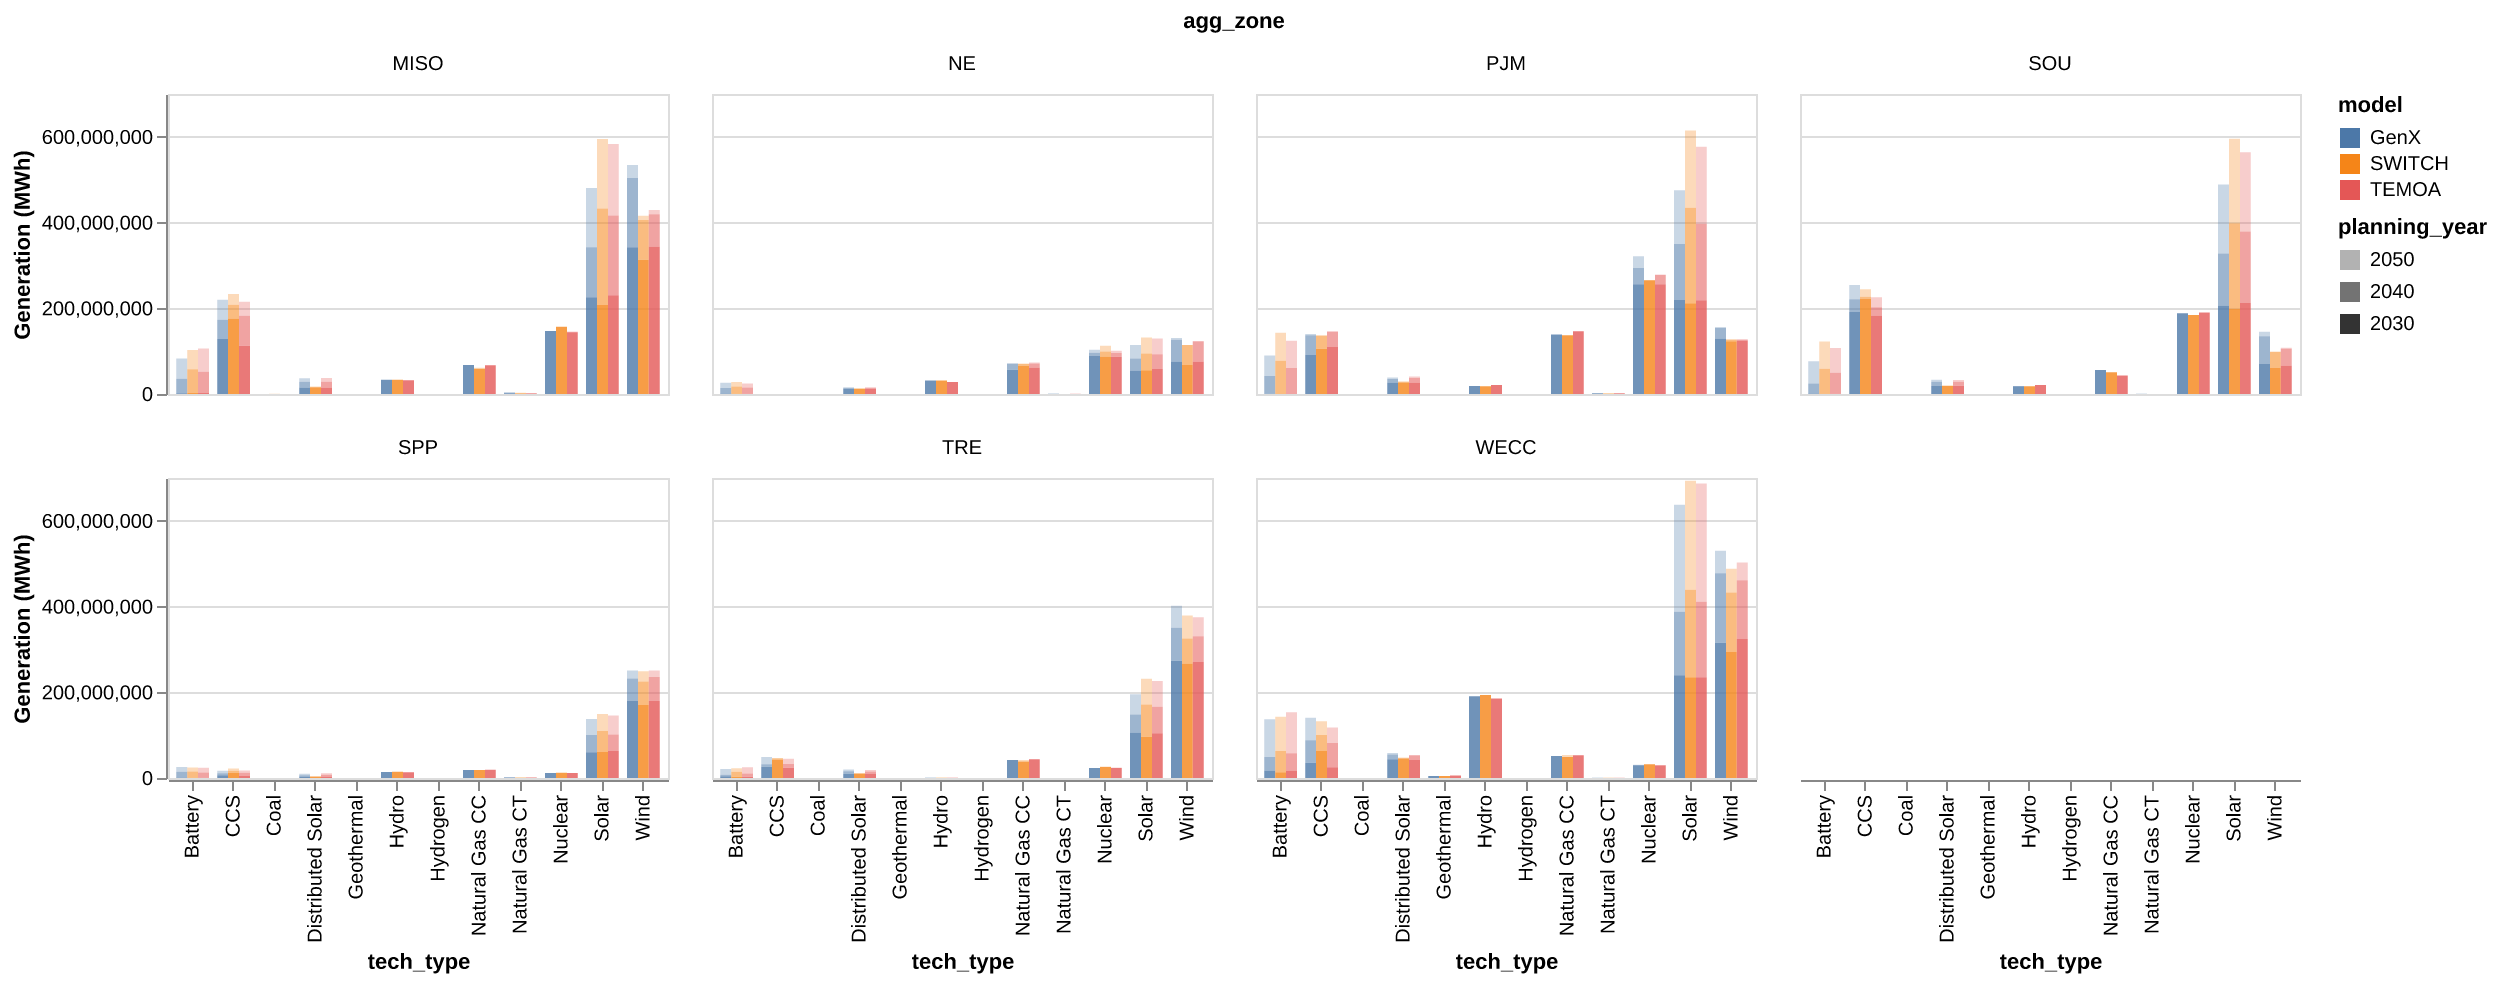 agg_zone
MISO
NE
PJM
SOU
Generation (MWh)
600,000,000
400,000,000
200,000,000
0
model
GenX
SWITCH
TEMOA
planning_year
2050
2040
2030
SPP
TRE
WECC
Generation (MWh)
600,000,000
400,000,000
200,000,000
0
Battery
CCS
Coal
Distributed Solar
Geothermal
Hydro
Hydrogen
Natural Gas CC
Natural Gas CT
Nuclear
Solar
Wind
Battery
CCS
Coal
Distributed Solar
Geothermal
Hydro
Hydrogen
Natural Gas CC
Natural Gas CT
Nuclear
Solar
Wind
Battery
CCS
Coal
Distributed Solar
Geothermal
Hydro
Hydrogen
Natural Gas CC
Natural Gas CT
Nuclear
Solar
Wind
Battery
CCS
Coal
Distributed Solar
Geothermal
Hydro
Hydrogen
Natural Gas CC
Natural Gas CT
Nuclear
Solar
Wind
tech_type
tech_type
tech_type
tech_type